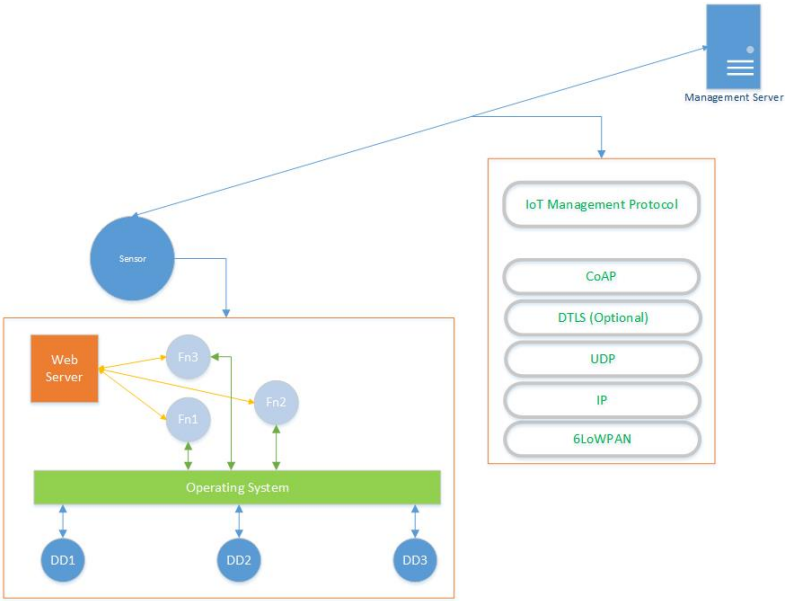 Management Server
IoT Management Protocol
Sensor
CoAP
DTLS (Optional)
UDP
IP
6LoWPAN
Web
Server
Fn3
Fn2
Fn1
Operating System
DD1
DD2
DD3